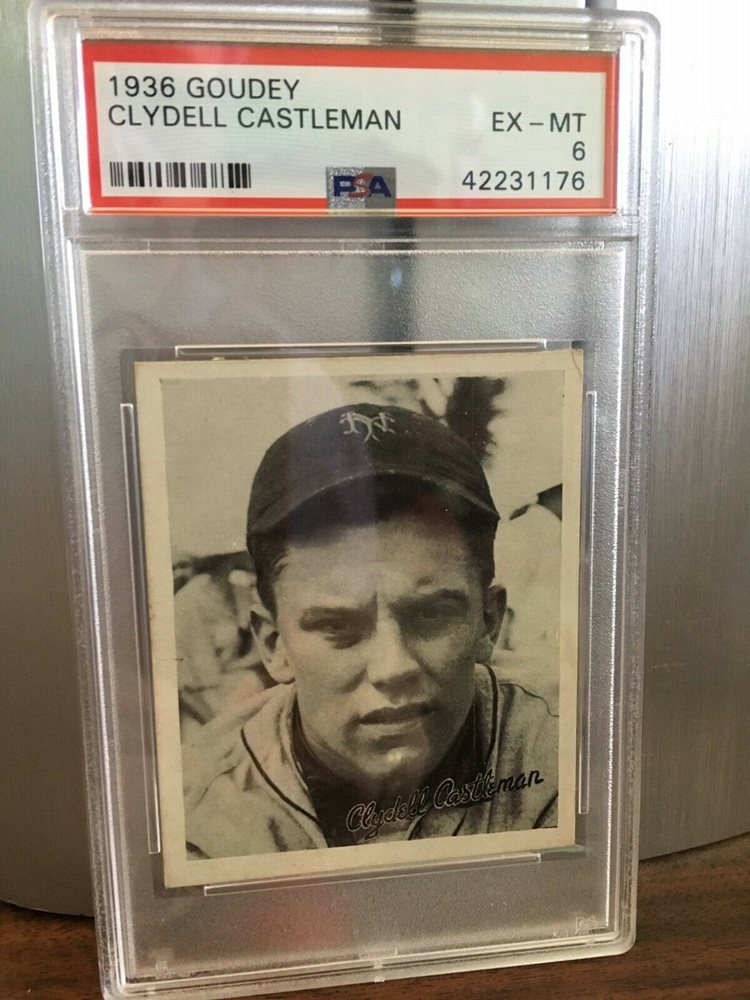 1936 GOUDEY
CLYDELL CASTLEMAN
EX - MT
6
PSA
42231176
NY
Clydell Castleman